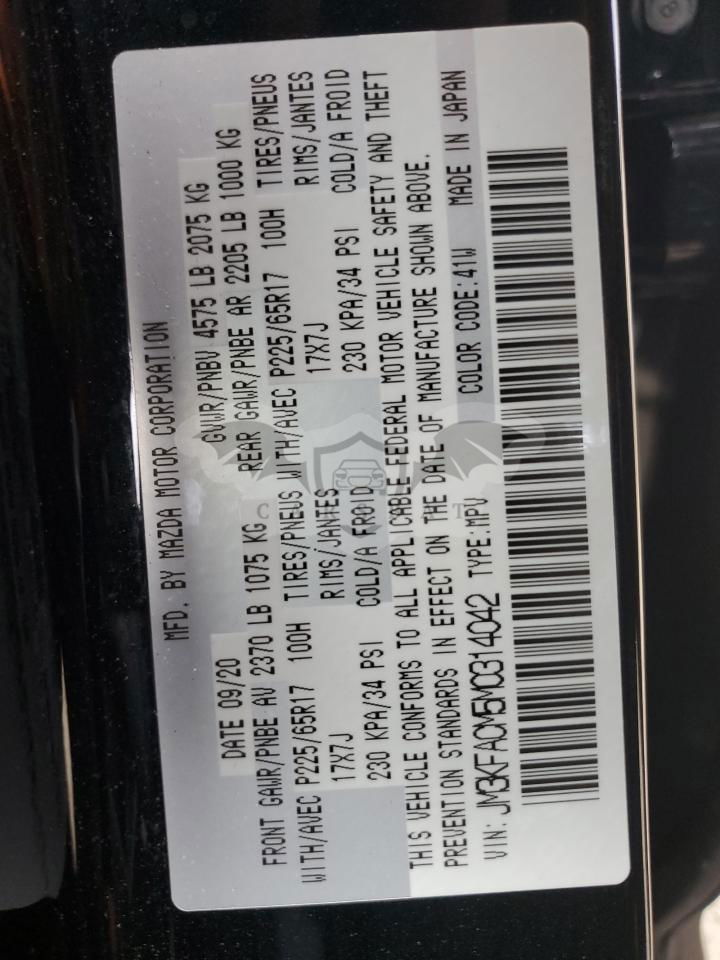 MFD. BY MAZDA MOTOR CORPORATION
DATE 09/20 GVWR/PNBV 4575 LB 2075 KG
FRONT GAWR/PNBE AV 2370 LB 1075 KG REAR GAWR/PNBE AR 2205 LB 1000 KG
WITH/AVEC P225/65R17 100H TIRES/PNEUS WITH/AVEC P225/65R17 100H TIRES/PNEUS
17X7J RIMS/JANTES 17X7J RIMS/JANTES
230 KPA/34 PSI COLD/A FROID 230 KPA/34 PSI COLD/A FROID
THIS VEHICLE CONFORMS TO ALL APPLICABLE FEDERAL MOTOR VEHICLE SAFETY AND THEFT
PREVENTION STANDARDS IN EFFECT ON THE DATE OF MANUFACTURE SHOWN ABOVE.
VIN: JM3KFACM5M0314042 TYPE:MPV COLOR CODE:41W MADE IN JAPAN